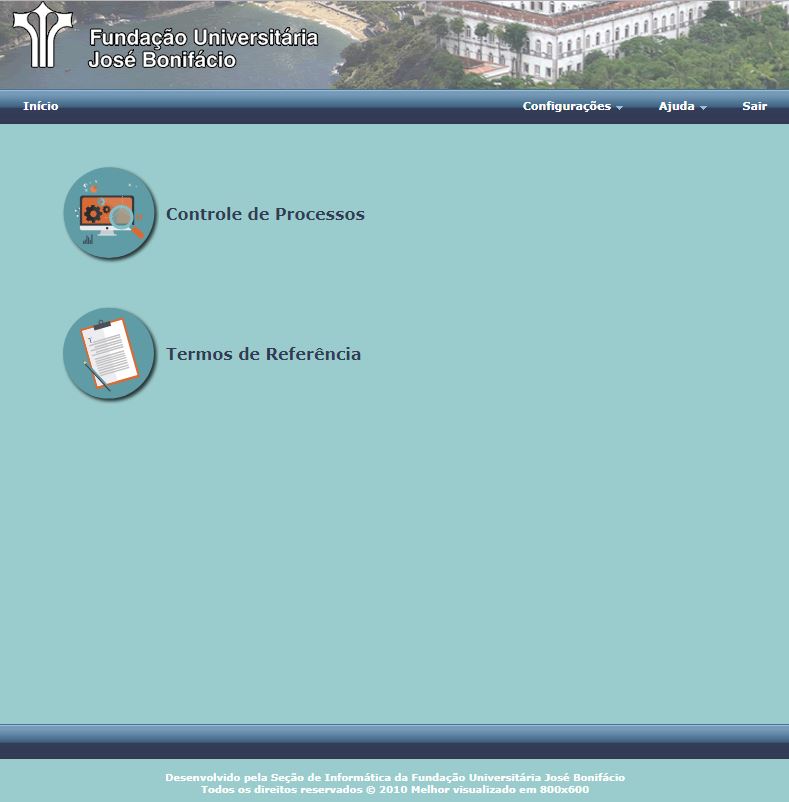 Fundação Universitária
José Bonifácio
Início Configurações Ajuda Sair
Controle de Processos
T
Termos de Referência
Desenvolvido pela Seção de Informática da Fundação Universitária José Bonifácio
Todos os direitos reservados © 2010 Melhor visualizado em 800x600